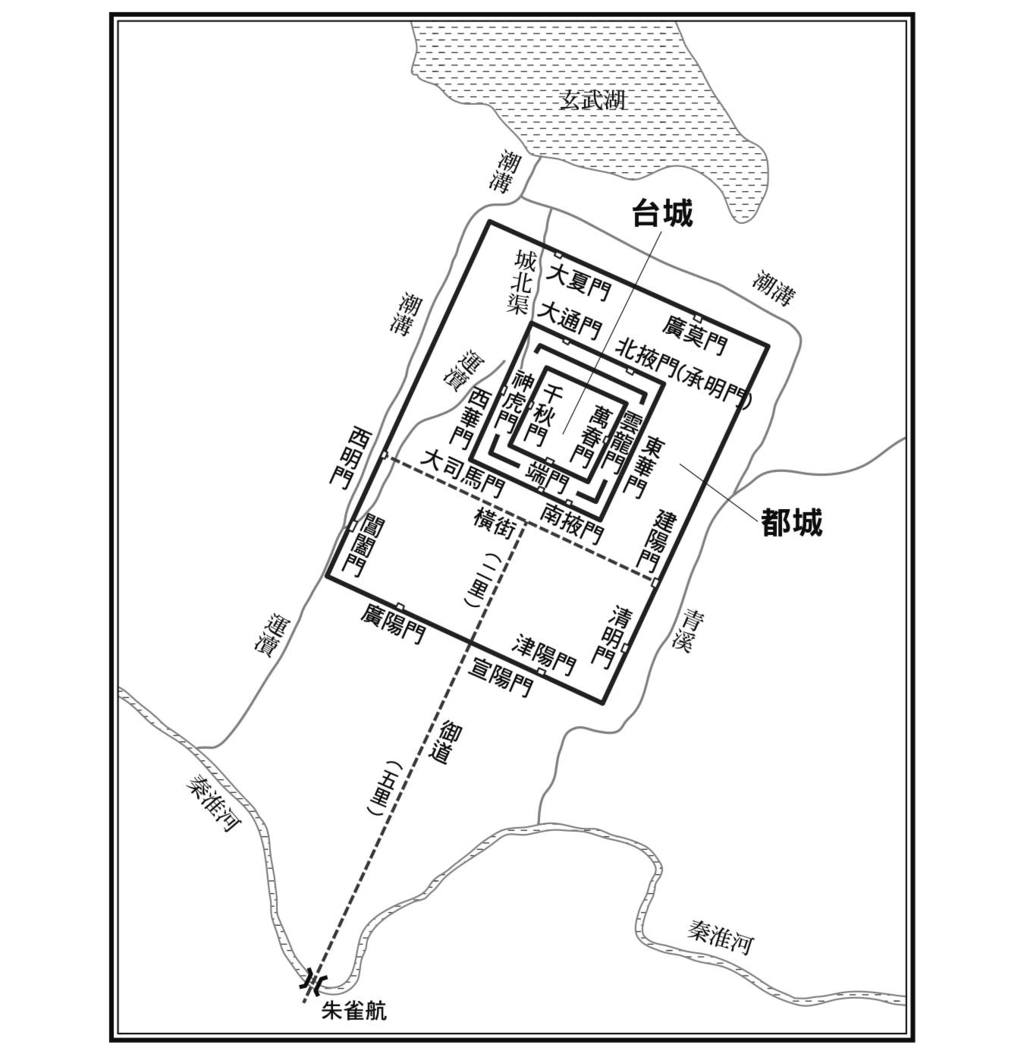 玄武湖
潮溝
台城
城北渠
大夏門
潮溝
潮溝
大通門
廣莫門
北掖門(承明門)
運瀆
神虎門
千秋門
萬春門
雲龍門
西華門
東華門
西明門
大司馬門
端門
南掖門
橫街
都城
建陽門
閶闔門
(二里)
廣陽門
清明門
青溪
運瀆
津陽門
宣陽門
御道
(五里)
秦淮河
秦淮河
朱雀航